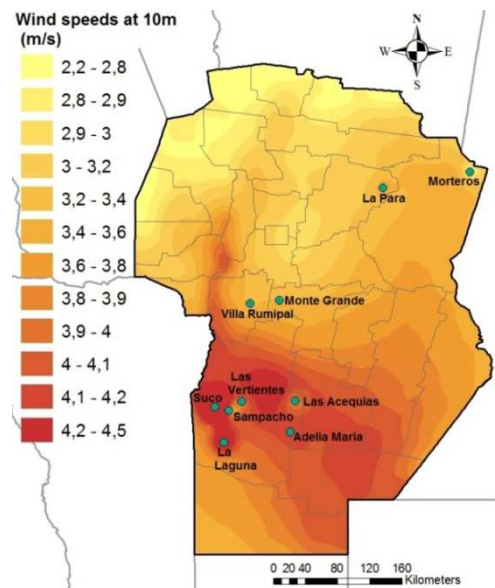 Wind speeds at 10m
(m/s)
2,2 - 2,8
2,8 - 2,9
2,9 - 3
3 - 3,2
3,2 - 3,4
3,4 - 3,6
3,6 - 3,8
3,8 - 3,9
3,9 - 4
4 - 4,1
4,1 - 4,2
4,2 - 4,5
N
W
E
S
Morteros
La Para
Monte Grande
Villa Rumipal
Las
Vertientes
Suco
Sampacho
Las Acequias
Adelia Maria
La
Laguna
0 20 40 80 120 160
Kilometers